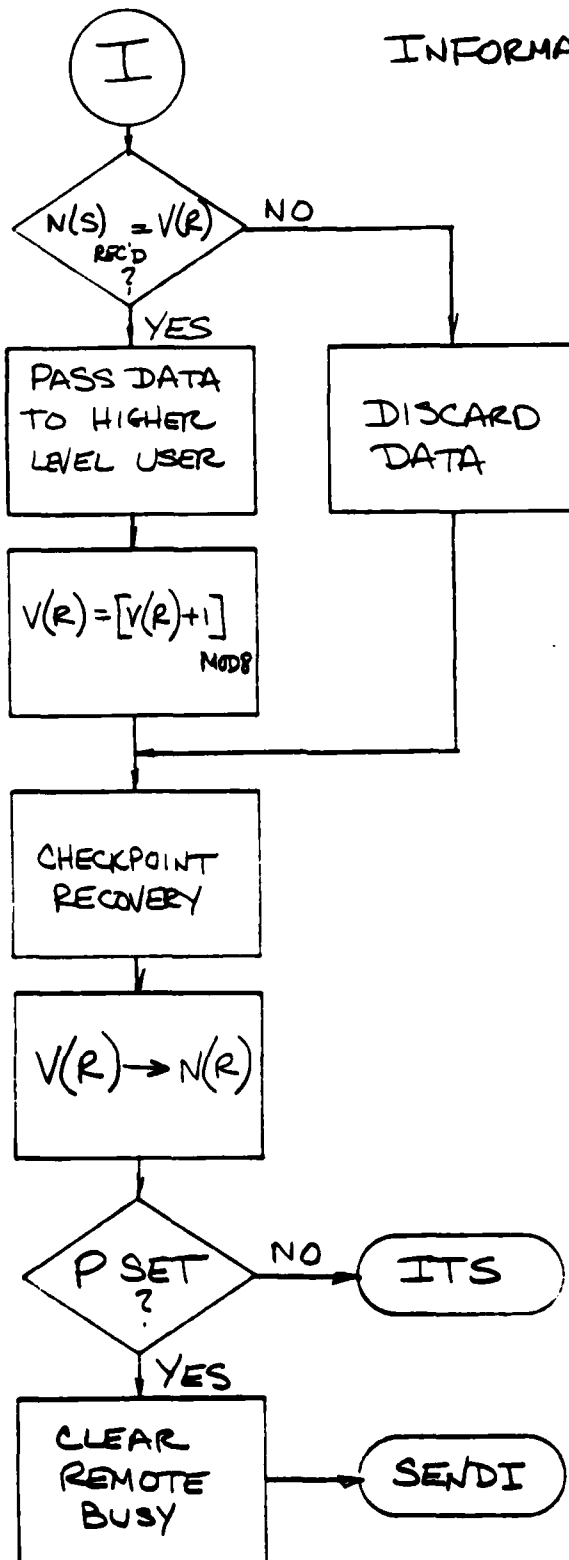 I
INFORMA
N(S) = V(R)
REC'D
?
NO
YES
PASS DATA
TO HIGHER
LEVEL USER
DISCARD
DATA
V(R) = [V(R)+1]
MOD8
CHECKPOINT
RECOVERY
V(R) → N(R)
P SET
?
NO
ITS
YES
CLEAR
REMOTE
BUSY
SENDI